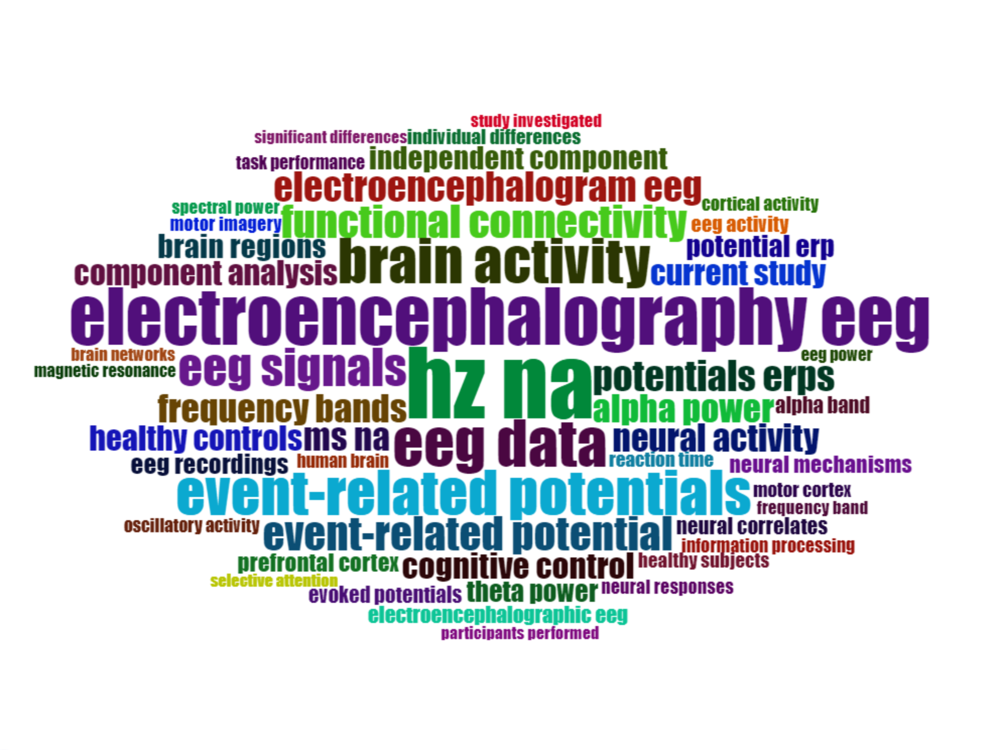 study investigated
significant differences individual differences
task performance independent component
electroencephalogram eeg
spectral power cortical activity
motor imagery functional connectivity eeg activity
brain regions brain activity potential erp
component analysis current study
electroencephalography eeg
brain networks eeg power
magnetic resonance eeg signals hz na potentials erps
frequency bands alpha power alpha band
healthy controls ms na eeg data neural activity
eeg recordings human brain reaction time neural mechanisms
event-related potentials motor cortex
frequency band
oscillatory activity event-related potential neural correlates
information processing
prefrontal cortex cognitive control healthy subjects
selective attention
evoked potentials theta power neural responses
electroencephalographic eeg
participants performed